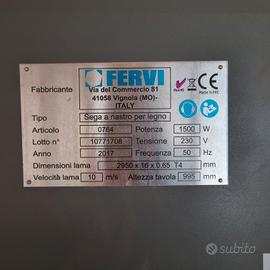 FERVI
Fabbricante Via del Commercio 81
41058 Vignola (MO)-
ITALY
Tipo Sega a nastro per legno
Articolo 0764 Potenza 1500 W
Lotto n° 10771708 Tensione 230 V
Anno 2017 Frequenza 50 Hz
Dimensioni lama 2950 x 16 x 0.65 T4 mm
Velocità lama 10 m/s Altezza tavola 995 mm
subito